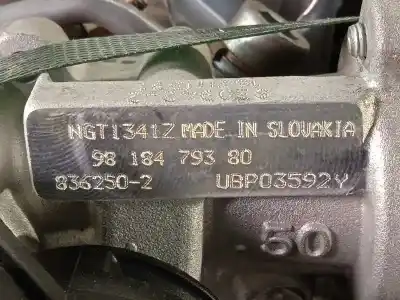 NGT1341Z MADE IN SLOVAKIA
98 184 793 80
836250-2 UBP03592Y
50